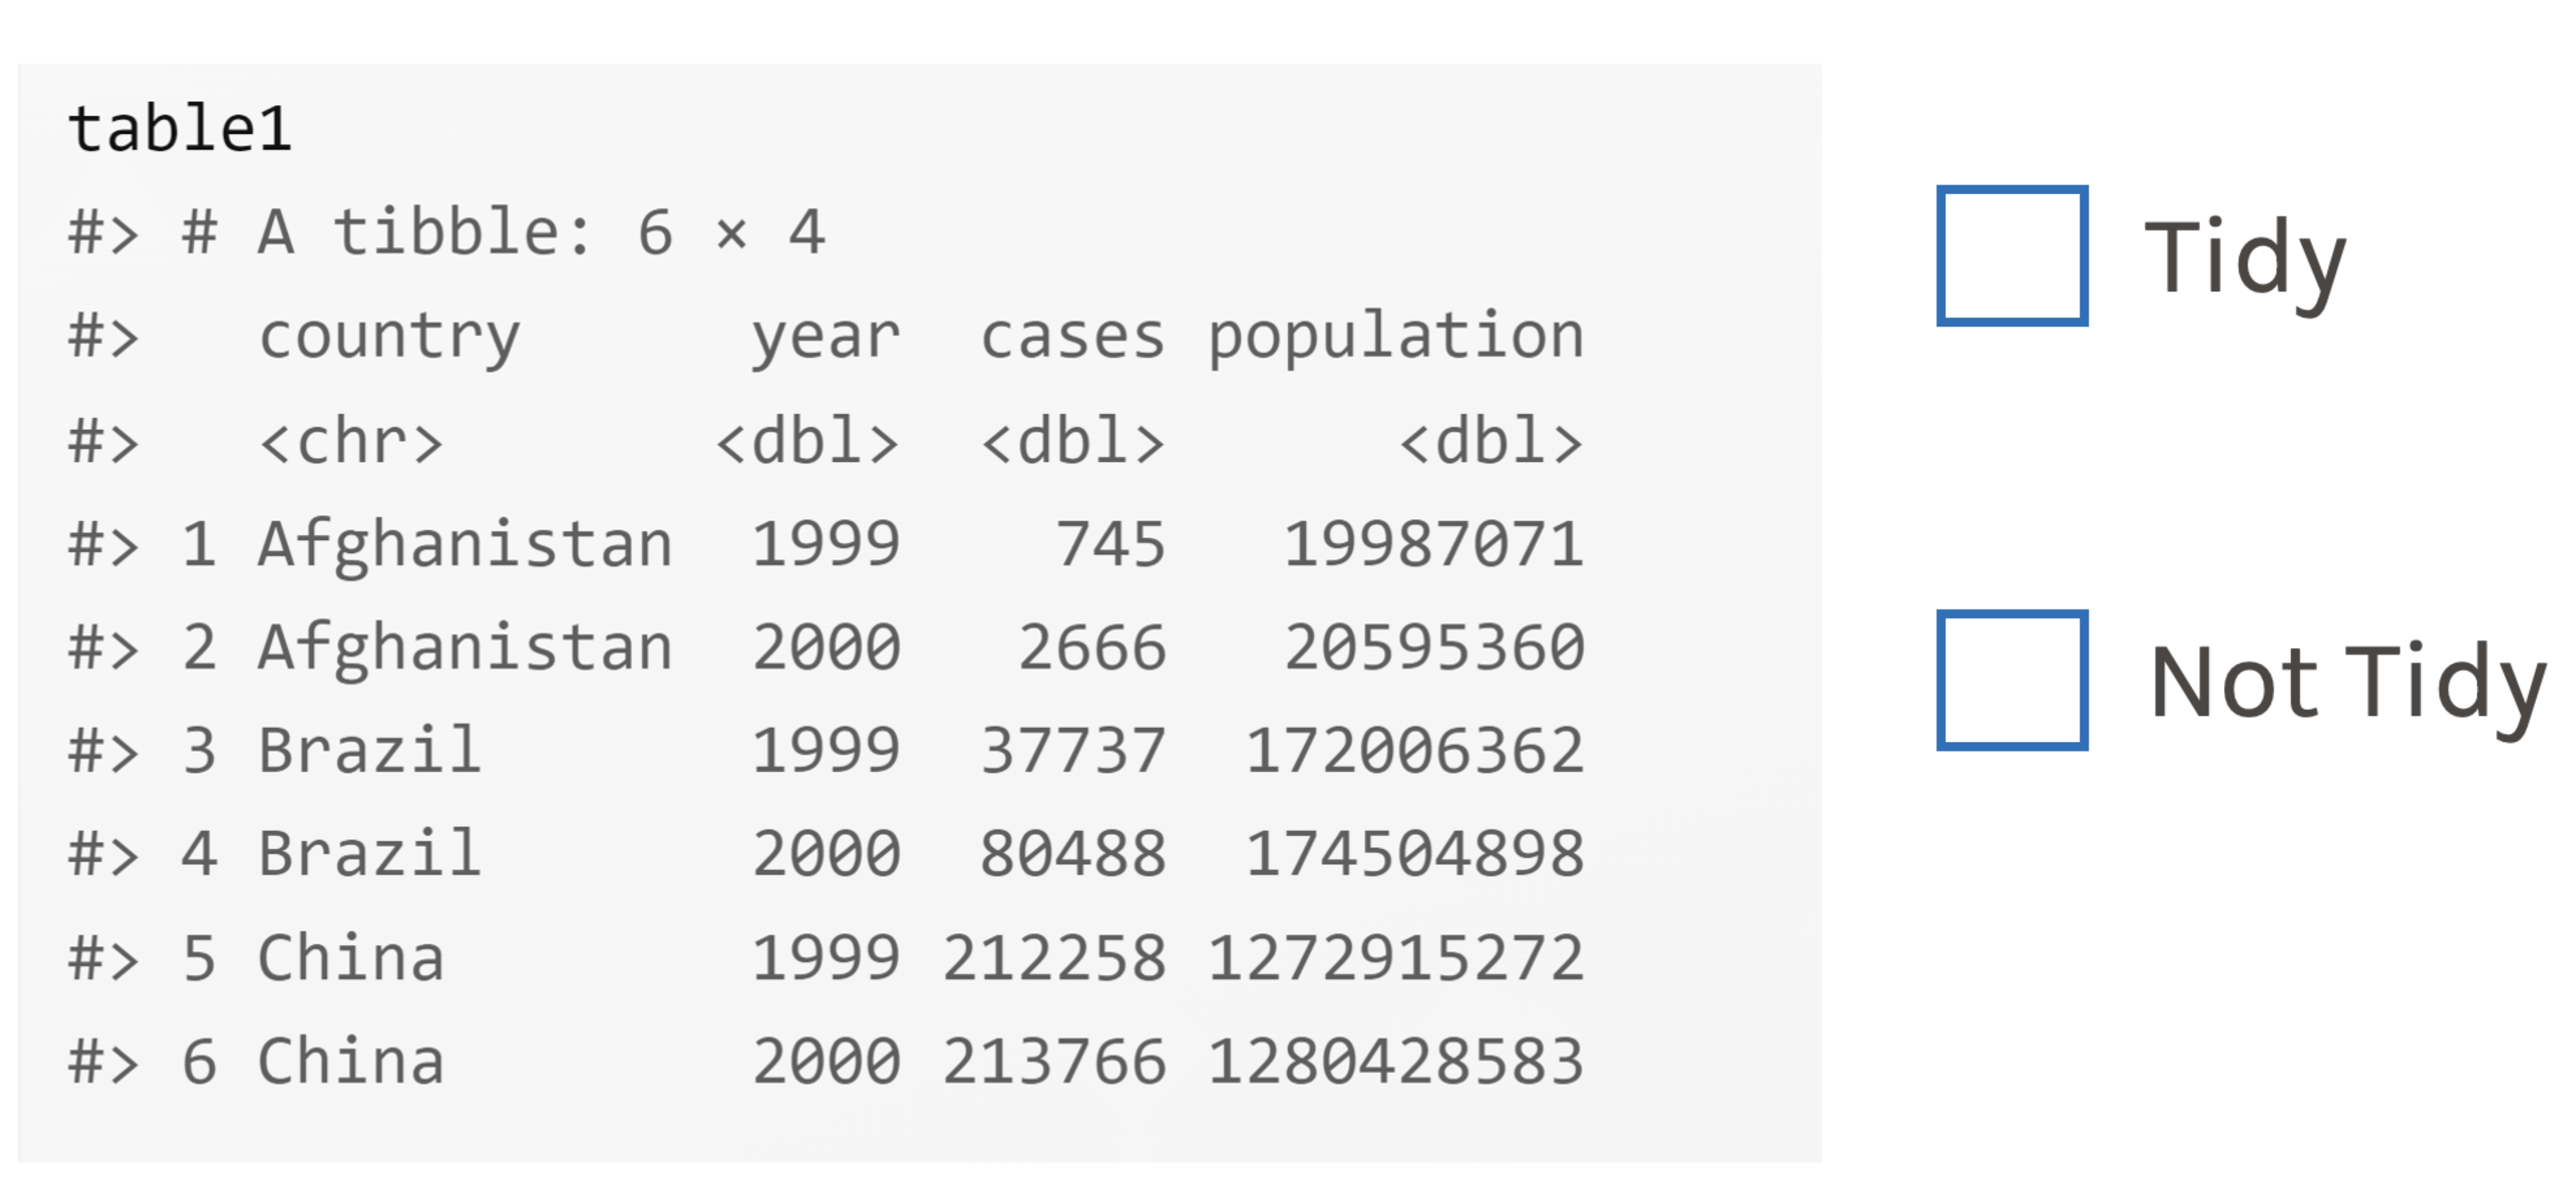 table1
#> # A tibble: 6 × 4
#>   country      year  cases population
#>   <chr>       <dbl>  <dbl>      <dbl>
#> 1 Afghanistan  1999    745   19987071
#> 2 Afghanistan  2000   2666   20595360
#> 3 Brazil       1999  37737  172006362
#> 4 Brazil       2000  80488  174504898
#> 5 China        1999 212258 1272915272
#> 6 China        2000 213766 1280428583
Tidy
Not Tidy